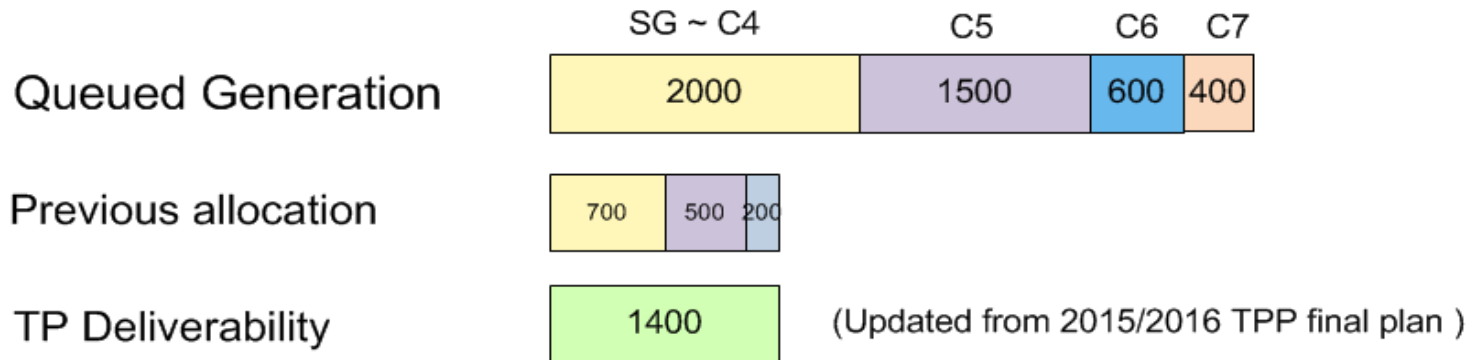 SG ~ C4 C5 C6 C7
Queued Generation 2000 1500 600 400
Previous allocation 700 500 200
TP Deliverability 1400 (Updated from 2015/2016 TPP final plan )